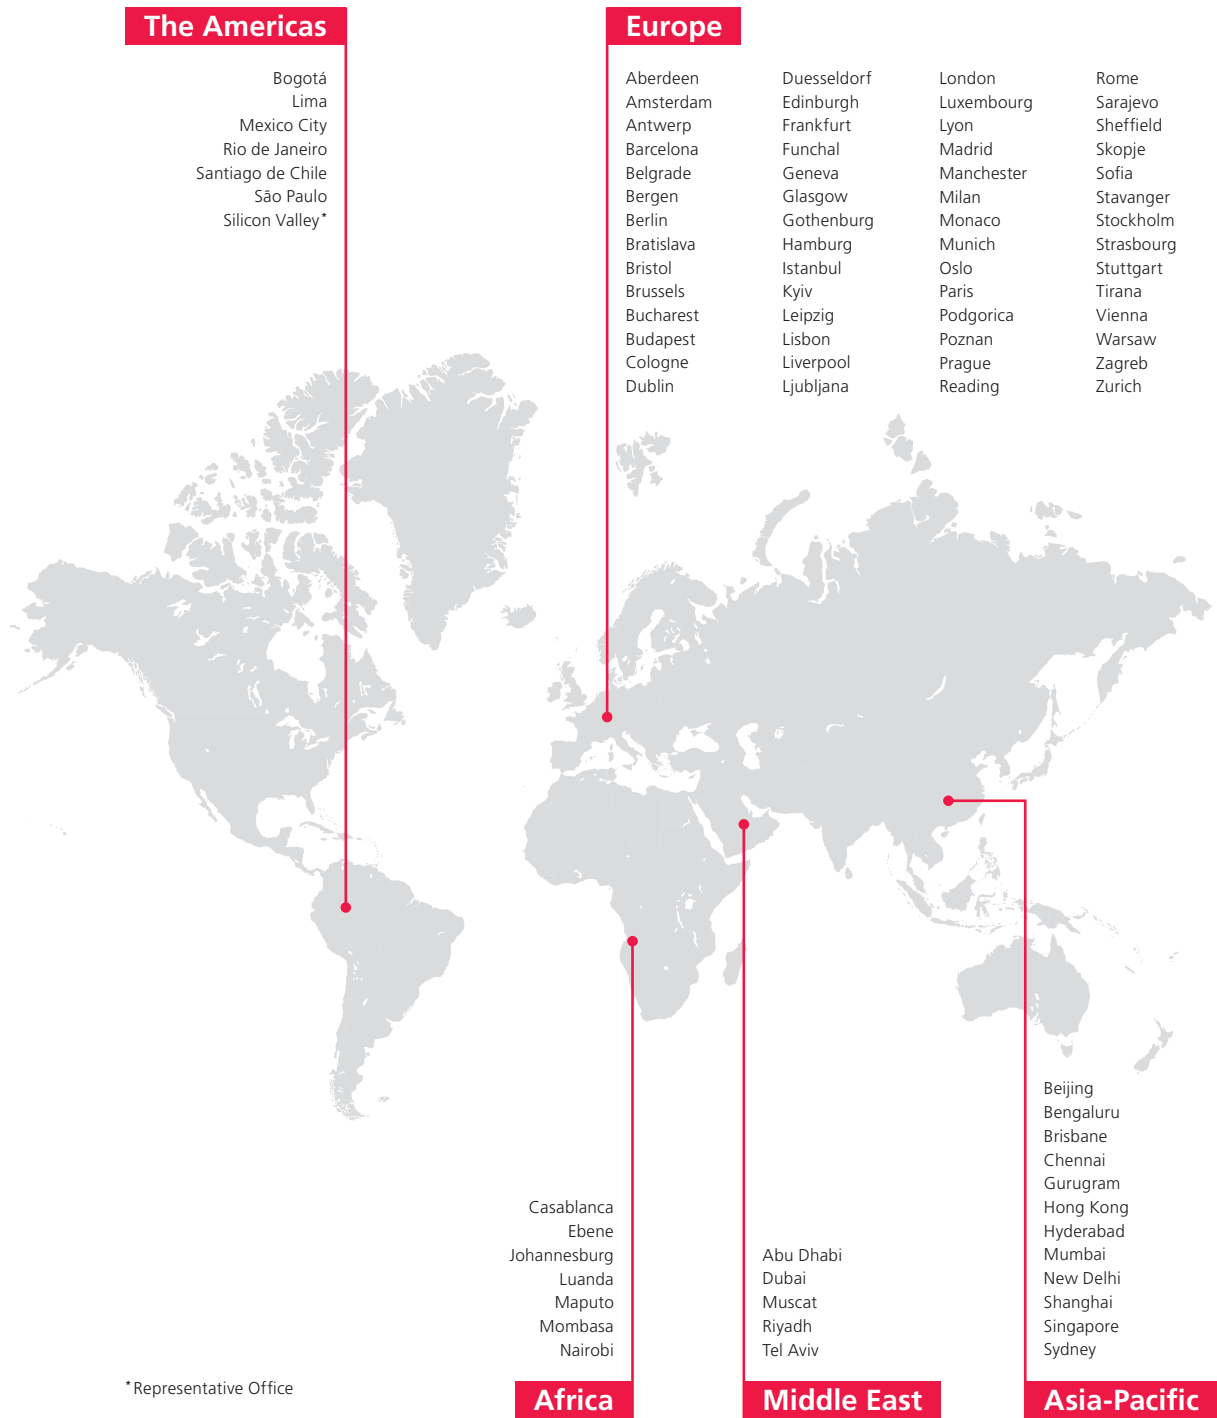 The Americas
Bogotá
Lima
Mexico City
Rio de Janeiro
Santiago de Chile
São Paulo
Silicon Valley*
Europe
Aberdeen
Amsterdam
Antwerp
Barcelona
Belgrade
Bergen
Berlin
Bratislava
Bristol
Brussels
Bucharest
Budapest
Cologne
Dublin
Duesseldorf
Edinburgh
Frankfurt
Funchal
Geneva
Glasgow
Gothenburg
Hamburg
Istanbul
Kyiv
Leipzig
Lisbon
Liverpool
Ljubljana
London
Luxembourg
Lyon
Madrid
Manchester
Milan
Monaco
Munich
Oslo
Paris
Podgorica
Poznan
Prague
Reading
Rome
Sarajevo
Sheffield
Skopje
Sofia
Stavanger
Stockholm
Strasbourg
Stuttgart
Tirana
Vienna
Warsaw
Zagreb
Zurich
Casablanca
Ebene
Johannesburg
Luanda
Maputo
Mombasa
Nairobi
Africa
Abu Dhabi
Dubai
Muscat
Riyadh
Tel Aviv
Middle East
Beijing
Bengaluru
Brisbane
Chennai
Gurugram
Hong Kong
Hyderabad
Mumbai
New Delhi
Shanghai
Singapore
Sydney
Asia-Pacific
*Representative Office